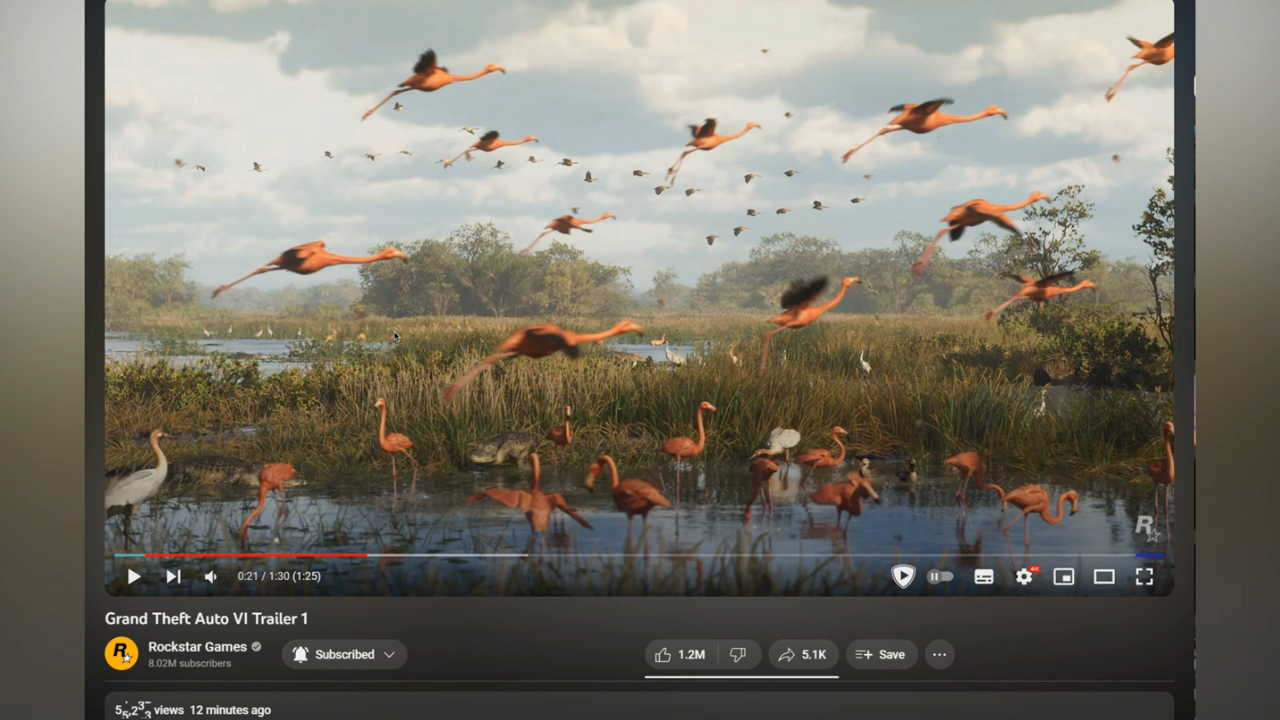 R
0:21 / 1:30 (1:25)
4K
Grand Theft Auto VI Trailer 1
R
Rockstar Games
8.02M subscribers
Subscribed
1.2M
5.1K
Save
views 12 minutes ago